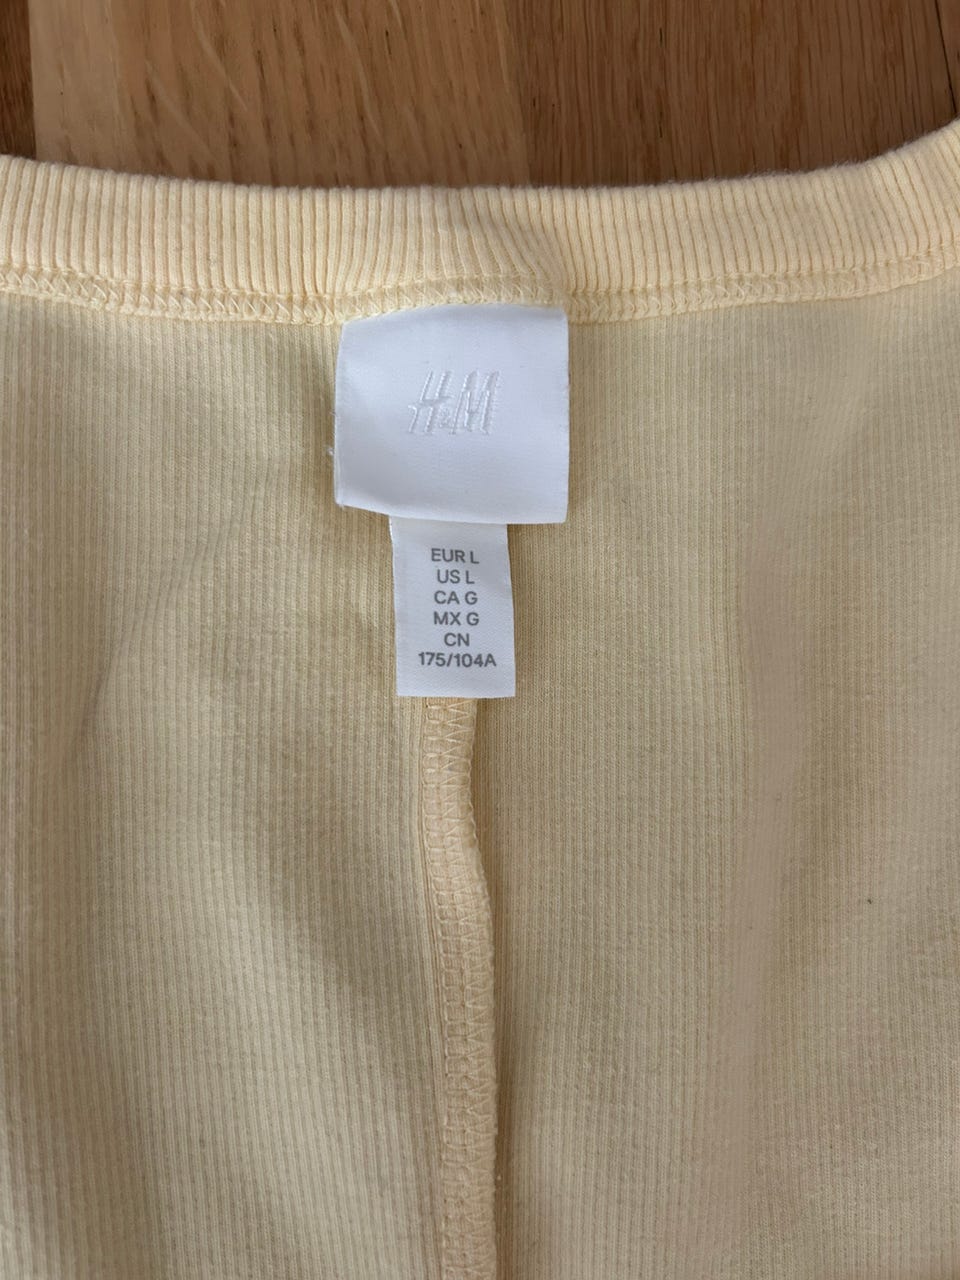 H&M
EUR L
US L
CA G
MX G
CN
175/104A